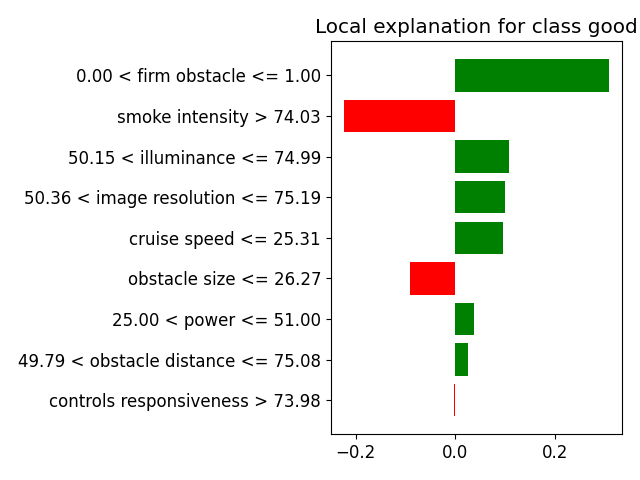 Local explanation for class good
0.00 < firm obstacle <= 1.00
smoke intensity > 74.03
50.15 < illuminance <= 74.99
50.36 < image resolution <= 75.19
cruise speed <= 25.31
obstacle size <= 26.27
25.00 < power <= 51.00
49.79 < obstacle distance <= 75.08
controls responsiveness > 73.98
−0.2 0.0 0.2